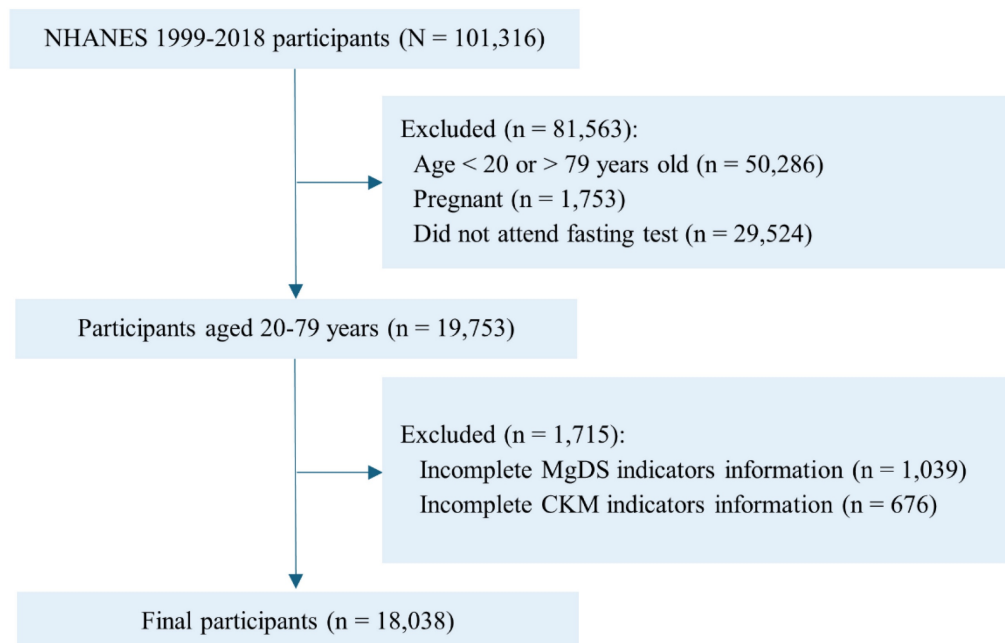 NHANES 1999-2018 participants (N = 101,316)
Excluded (n = 81,563):
Age < 20 or > 79 years old (n = 50,286)
Pregnant (n = 1,753)
Did not attend fasting test (n = 29,524)
Participants aged 20-79 years (n = 19,753)
Excluded (n = 1,715):
Incomplete MgDS indicators information (n = 1,039)
Incomplete CKM indicators information (n = 676)
Final participants (n = 18,038)